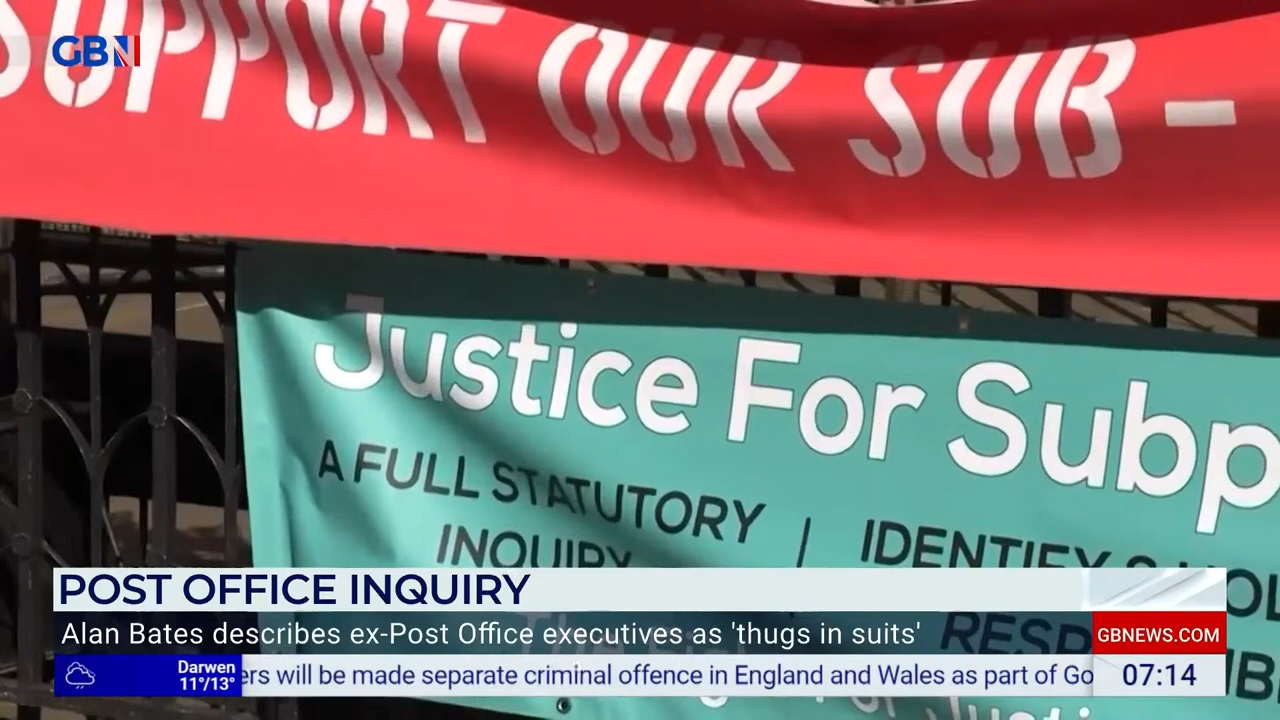 GBN
SUPPORT OUR SUB-
Justice For Subp
A FULL STATUTORY
INQUIRY
|
IDENTIFY &
POST OFFICE INQUIRY
Alan Bates describes ex-Post Office executives as 'thugs in suits'
GBNEWS.COM
Darwen
11°/13°
ers will be made separate criminal offence in England and Wales as part of Go
07:14